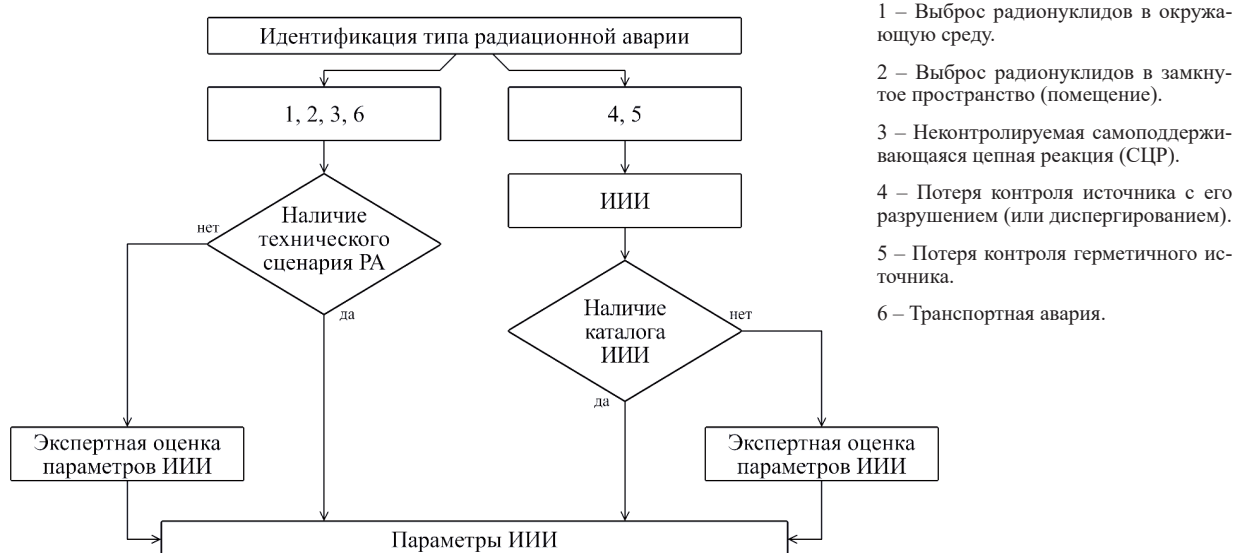 Идентификация типа радиационной аварии
1, 2, 3, 6
4, 5
ИИИ
Наличие
технического
сценария РА
нет
да
Наличие
каталога
ИИИ
нет
да
Экспертная оценка
параметров ИИИ
Экспертная оценка
параметров ИИИ
Параметры ИИИ
1 – Выброс радионуклидов в окружа-
ющую среду.
2 – Выброс радионуклидов в замкну-
тое пространство (помещение).
3 – Неконтролируемая самоподдержи-
вающаяся цепная реакция (СЦР).
4 – Потеря контроля источника с его
разрушением (или диспергированием).
5 – Потеря контроля герметичного ис-
точника.
6 – Транспортная авария.